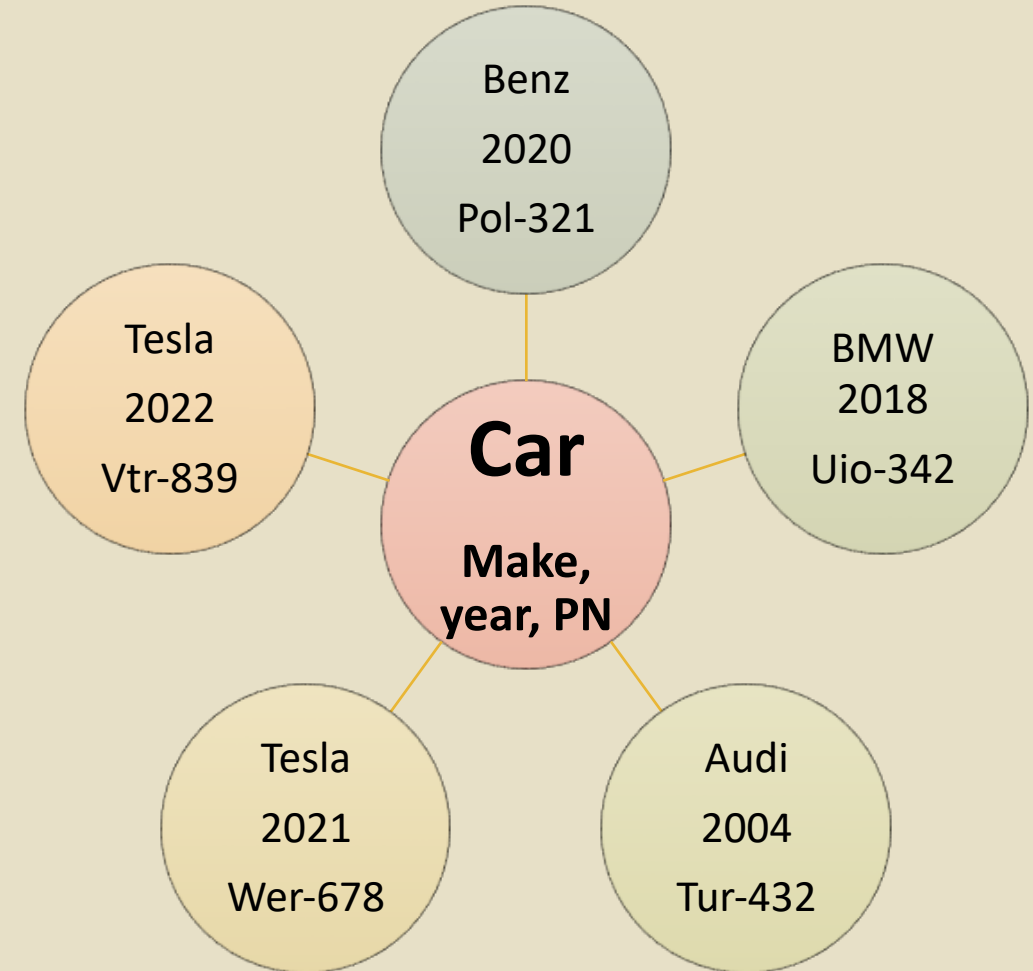 Benz
2020
Pol-321
BMW
2018
Uio-342
Audi
2004
Tur-432
Tesla
2021
Wer-678
Tesla
2022
Vtr-839
Car
Make,
year, PN